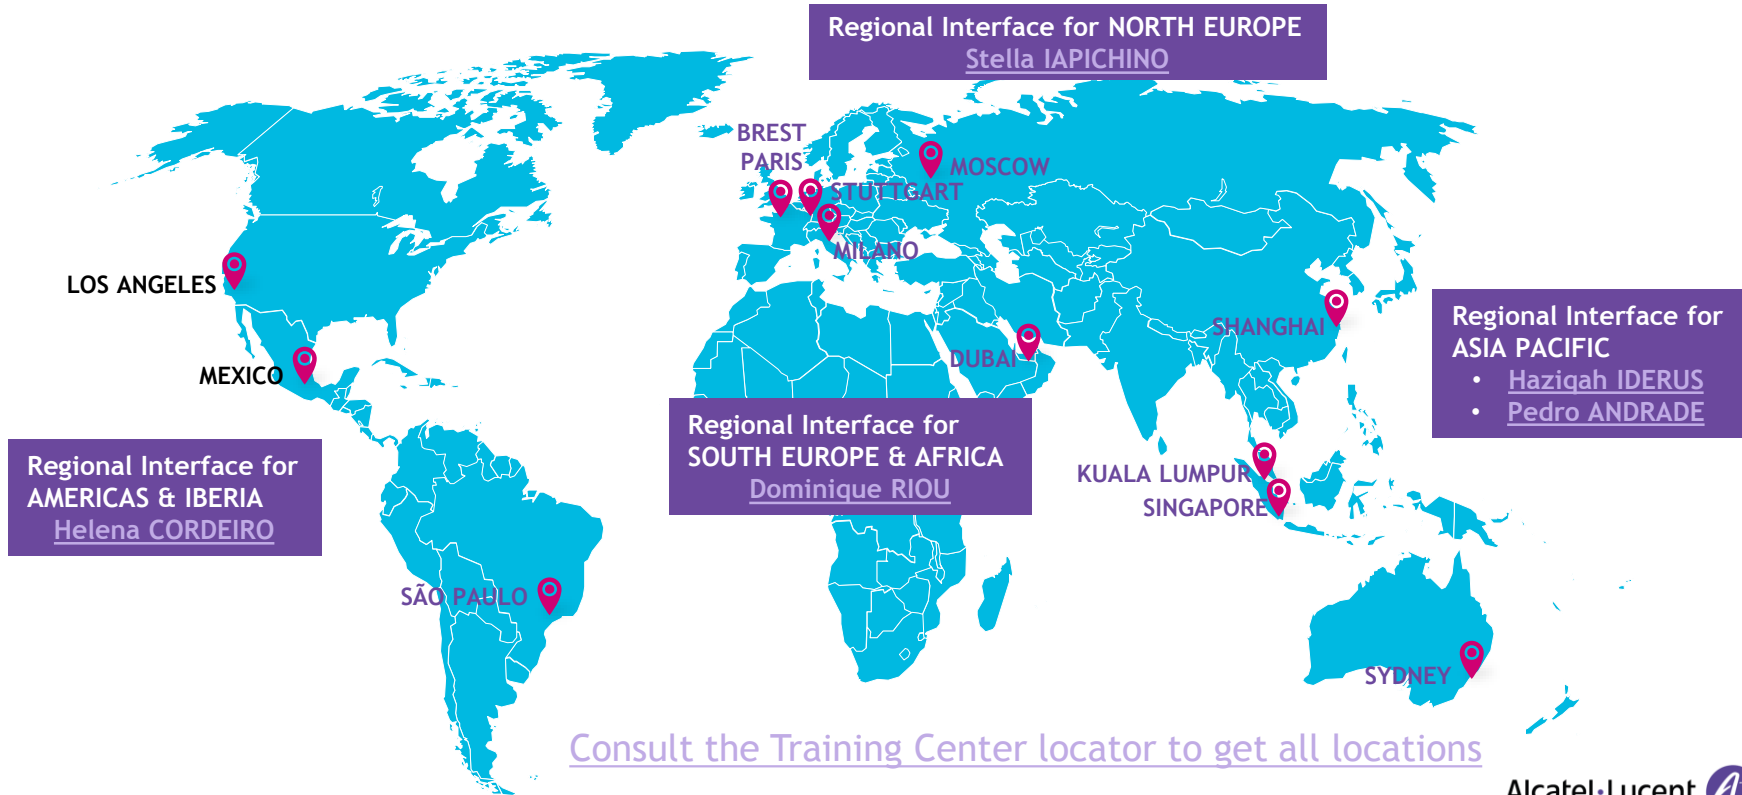 Regional Interface for NORTH EUROPE
Stella IAPICHINO
BREST
PARIS
MOSCOW
STUTTGART
MILANO
LOS ANGELES
MEXICO
SHANGHAI
DUBAI
Regional Interface for
ASIA PACIFIC
• Haziqah IDERUS
• Pedro ANDRADE
Regional Interface for
SOUTH EUROPE & AFRICA
Dominique RIOU
Regional Interface for
AMERICAS & IBERIA
Helena CORDEIRO
KUALA LUMPUR
SINGAPORE
SÃO PAULO
SYDNEY
Consult the Training Center locator to get all locations
Alcatel·Lucent